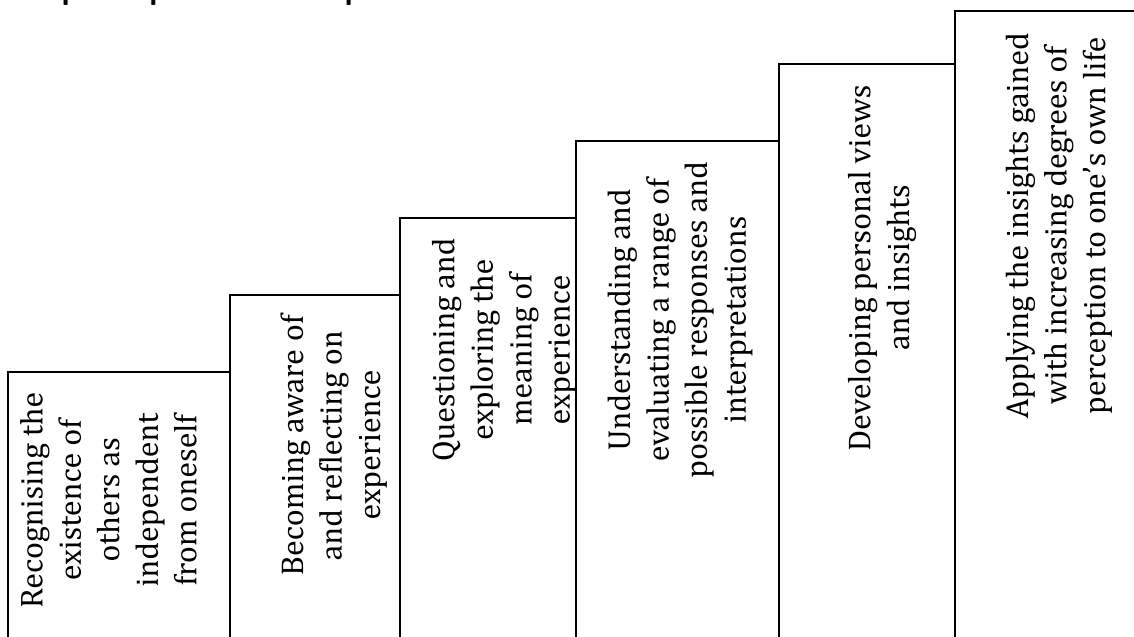 Recognising the
existence of
others as
independent
from oneself
Becoming aware of
and reflecting on
experience
Questioning and
exploring the
meaning of
experience
Understanding and
evaluating a range of
possible responses and
interpretations
Developing personal views
and insights
Applying the insights gained
with increasing degrees of
perception to one’s own life